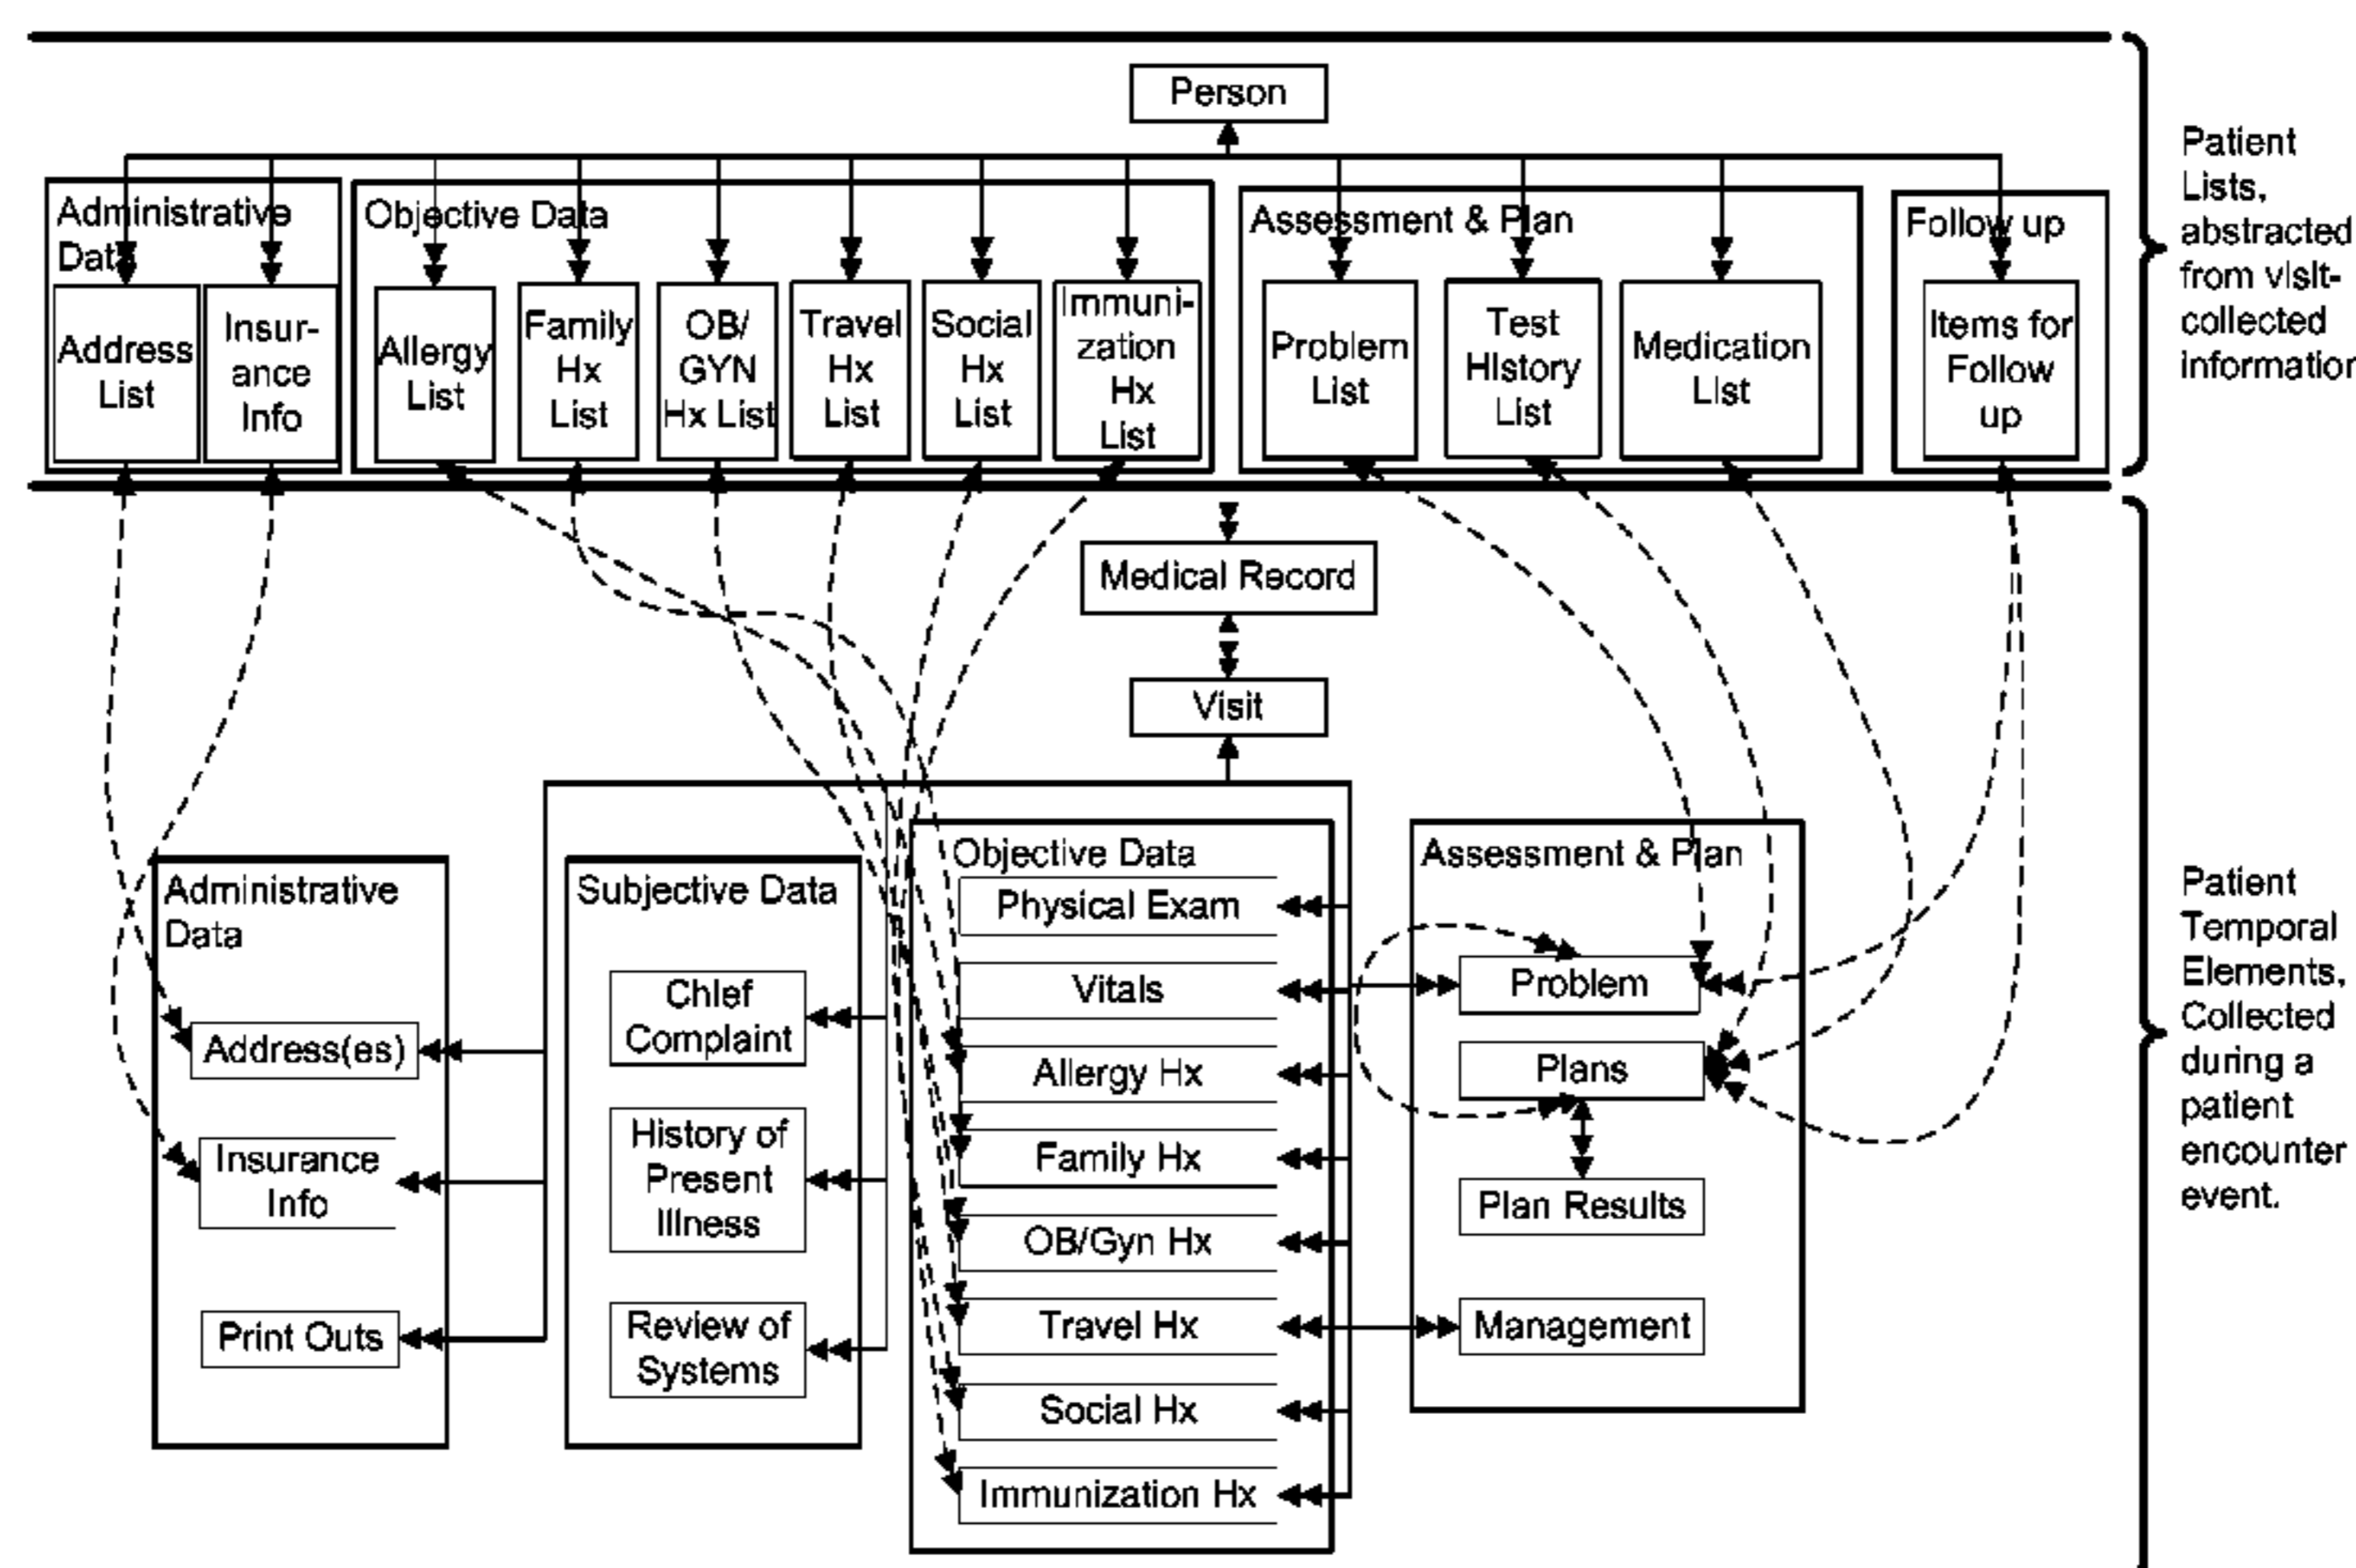 Person
Patient
Lists,
abstracted
from visit-
collected
information
Administrative
Data
Address
List
Insur-
ance
Info
Objective Data
Allergy
List
Family
Hx
List
OB/
GYN
Hx List
Travel
Hx
List
Social
Hx
List
Immuni-
zation
Hx
List
Assessment & Plan
Problem
List
Test
History
List
Medication
List
Follow up
Items for
Follow
up
Medical Record
Visit
Administrative
Data
Address(es)
Insurance
Info
Print Outs
Subjective Data
Chief
Complaint
History of
Present
Illness
Review of
Systems
Objective Data
Physical Exam
Vitals
Allergy Hx
Family Hx
OB/Gyn Hx
Travel Hx
Social Hx
Immunization Hx
Assessment & Plan
Problem
Plans
Plan Results
Management
Patient
Temporal
Elements,
Collected
during a
patient
encounter
event.